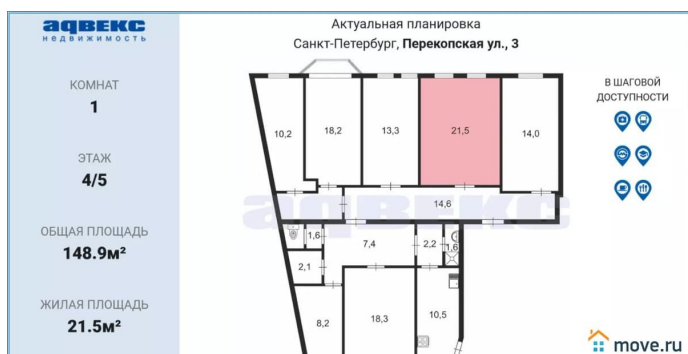 адвекс
недвижимость
КОМНАТ
1
ЭТАЖ
4/5
ОБЩАЯ ПЛОЩАДЬ
148.9м²
ЖИЛАЯ ПЛОЩАДЬ
21.5м²
Актуальная планировка
Санкт-Петербург, Перекопская ул., 3
10,2
18,2
13,3
21,5
14,0
14,6
адвекс
1,6
7,4
2,2
1,6
2,1
8,2
18,3
10,5
В ШАГОВОЙ
ДОСТУПНОСТИ
move.ru